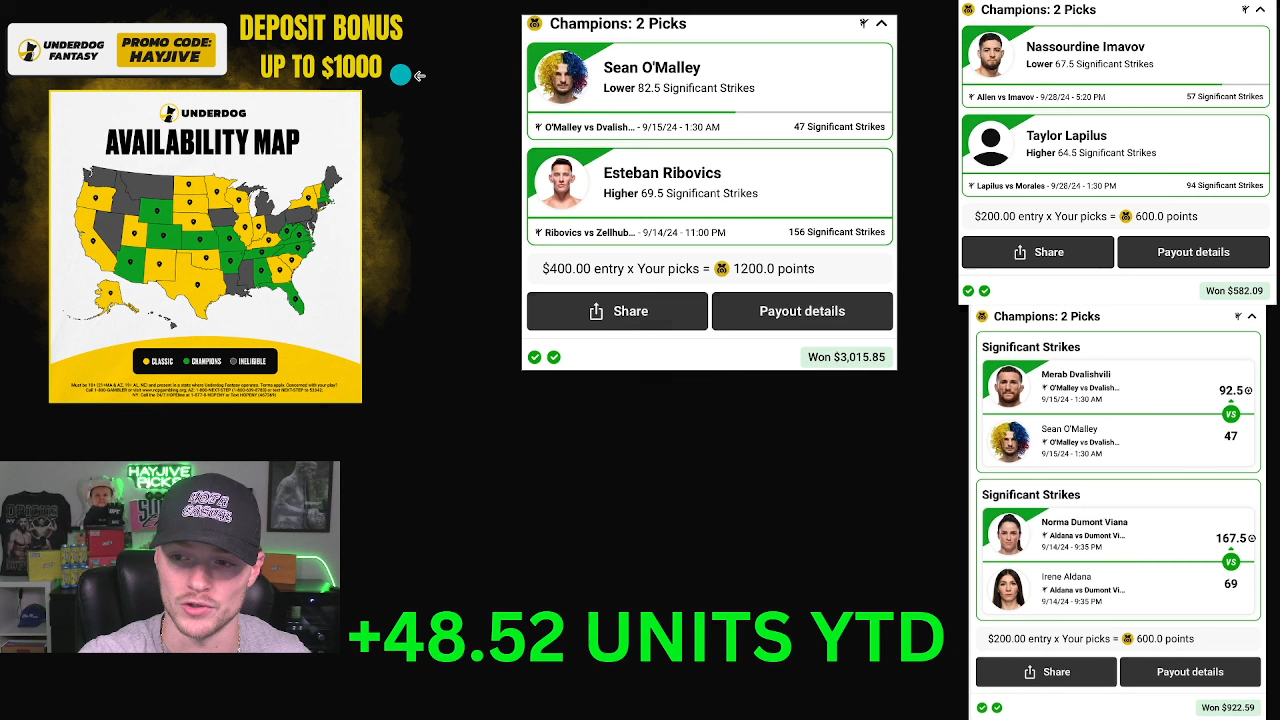 UNDERDOG
FANTASY
PROMO CODE:
HAYJIVE
DEPOSIT BONUS
UP TO $1000
UNDERDOG
AVAILABILITY MAP
CLASSIC
CHAMPIONS
INELIGIBLE
Champions: 2 Picks
Sean O'Malley
Lower 82.5 Significant Strikes
O'Malley vs Dvalish... - 9/15/24 - 1:30 AM
47 Significant Strikes
Esteban Ribovics
Higher 69.5 Significant Strikes
Ribovics vs Zellhub... - 9/14/24 - 11:00 PM
156 Significant Strikes
$400.00 entry x Your picks = 1200.0 points
Share
Payout details
Won $3,015.85
Champions: 2 Picks
Nassourdine Imavov
Lower 67.5 Significant Strikes
Allen vs Imavov - 9/28/24 - 5:20 PM
57 Significant Strikes
Taylor Lapilus
Higher 64.5 Significant Strikes
Lapilus vs Morales - 9/28/24 - 1:30 PM
94 Significant Strikes
$200.00 entry x Your picks = 600.0 points
Share
Payout details
Won $582.09
Champions: 2 Picks
Significant Strikes
Merab Dvalishvili
O'Malley vs Dvalish...
9/15/24 - 1:30 AM
92.5
VS
Sean O'Malley
O'Malley vs Dvalish...
9/15/24 - 1:30 AM
47
Significant Strikes
Norma Dumont Viana
Aldana vs Dumont Vi...
9/14/24 - 9:35 PM
167.5
VS
Irene Aldana
Aldana vs Dumont Vi...
9/14/24 - 9:35 PM
69
$200.00 entry x Your picks = 600.0 points
Share
Payout details
Won $922.59
HAYJIVE
PICKS
+48.52 UNITS YTD